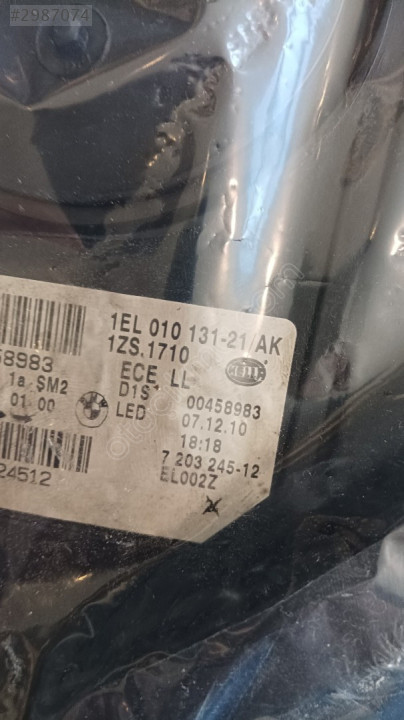 #2987074
1EL 010 131-21/AK
1ZS.1710
58983
ECE LL
1a SM2
D1S
00458983
01 00
LED
07.12.10
18:18
7 203 245-12
24512
EL002Z